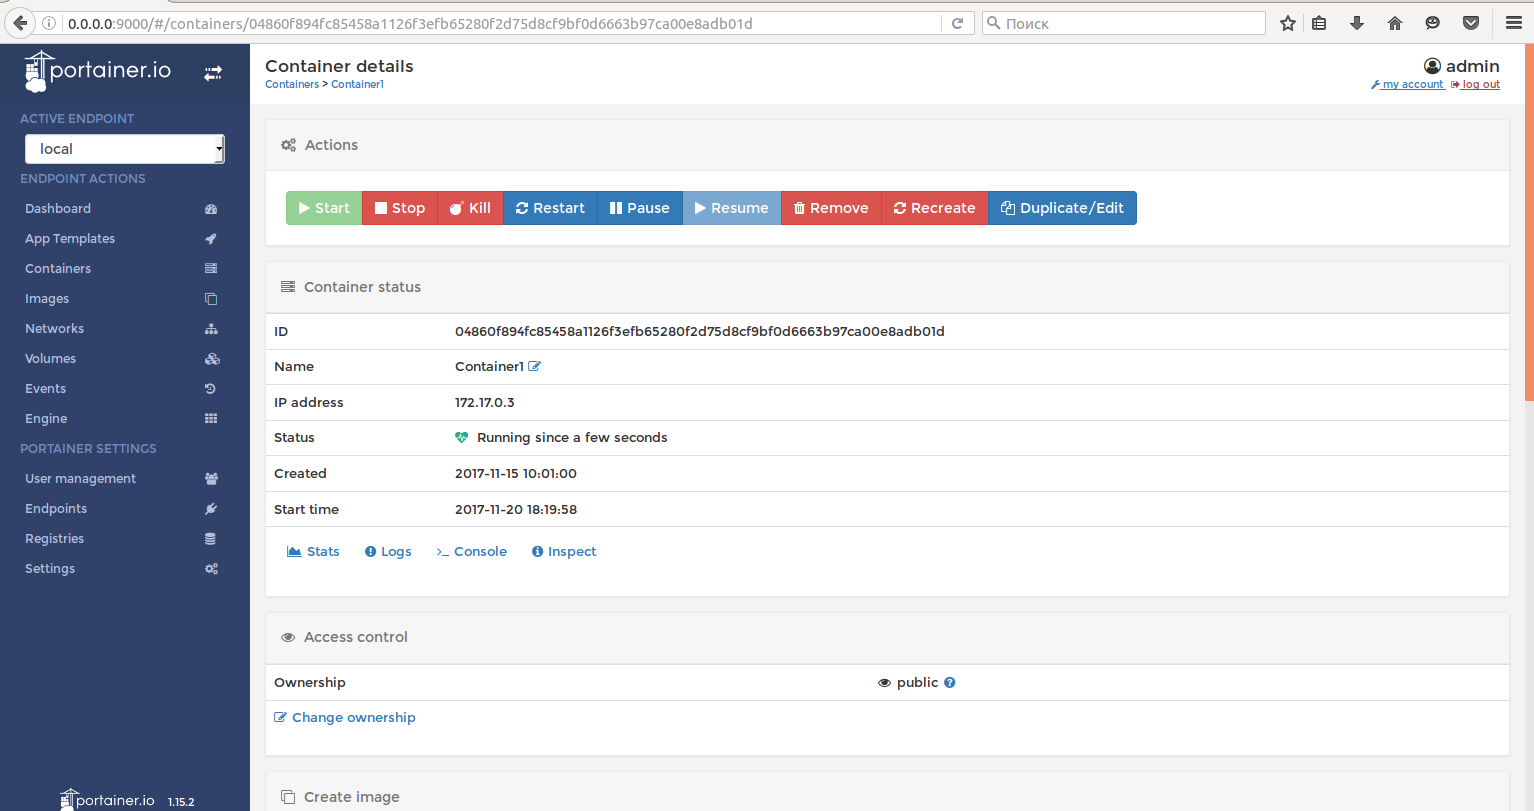 0.0.0.0:9000/#/containers/04860f894fc85458a1126f3efb65280f2d75d8cf9bf0d6663b97ca00e8adb01d
Поиск
portainer.io
ACTIVE ENDPOINT
local
ENDPOINT ACTIONS
Dashboard
App Templates
Containers
Images
Networks
Volumes
Events
Engine
PORTAINER SETTINGS
User management
Endpoints
Registries
Settings
portainer.io 1.15.2
Container details
Containers > Container1
admin
my account log out
Actions
Start Stop Kill Restart Pause Resume Remove Recreate Duplicate/Edit
Container status
ID 04860f894fc85458a1126f3efb65280f2d75d8cf9bf0d6663b97ca00e8adb01d
Name Container1
IP address 172.17.0.3
Status Running since a few seconds
Created 2017-11-15 10:01:00
Start time 2017-11-20 18:19:58
Stats Logs >_ Console Inspect
Access control
Ownership public
Change ownership
Create image